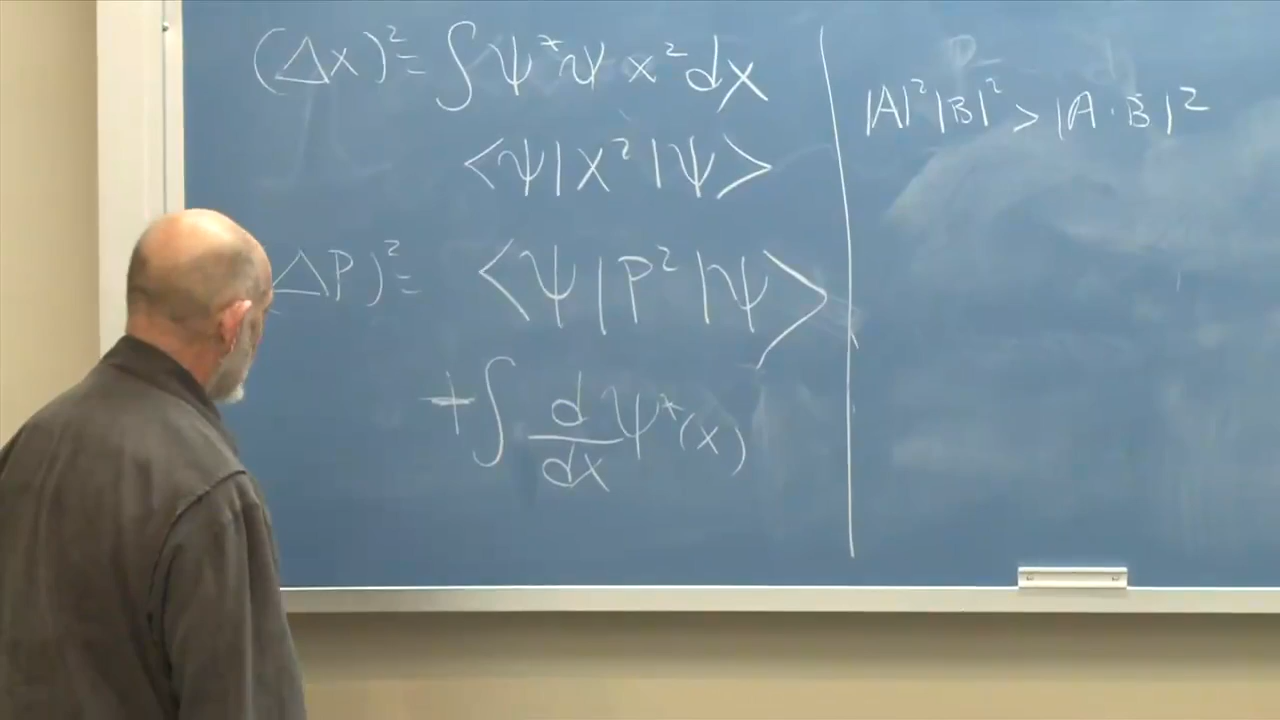 (Δx)² = ∫ψ*ψ x² dx
<ψ|X²|ψ>
ΔP)² = <ψ|P²|ψ>
+∫ d/dx ψ*(x)
|A|²|B|² > |A·B|²